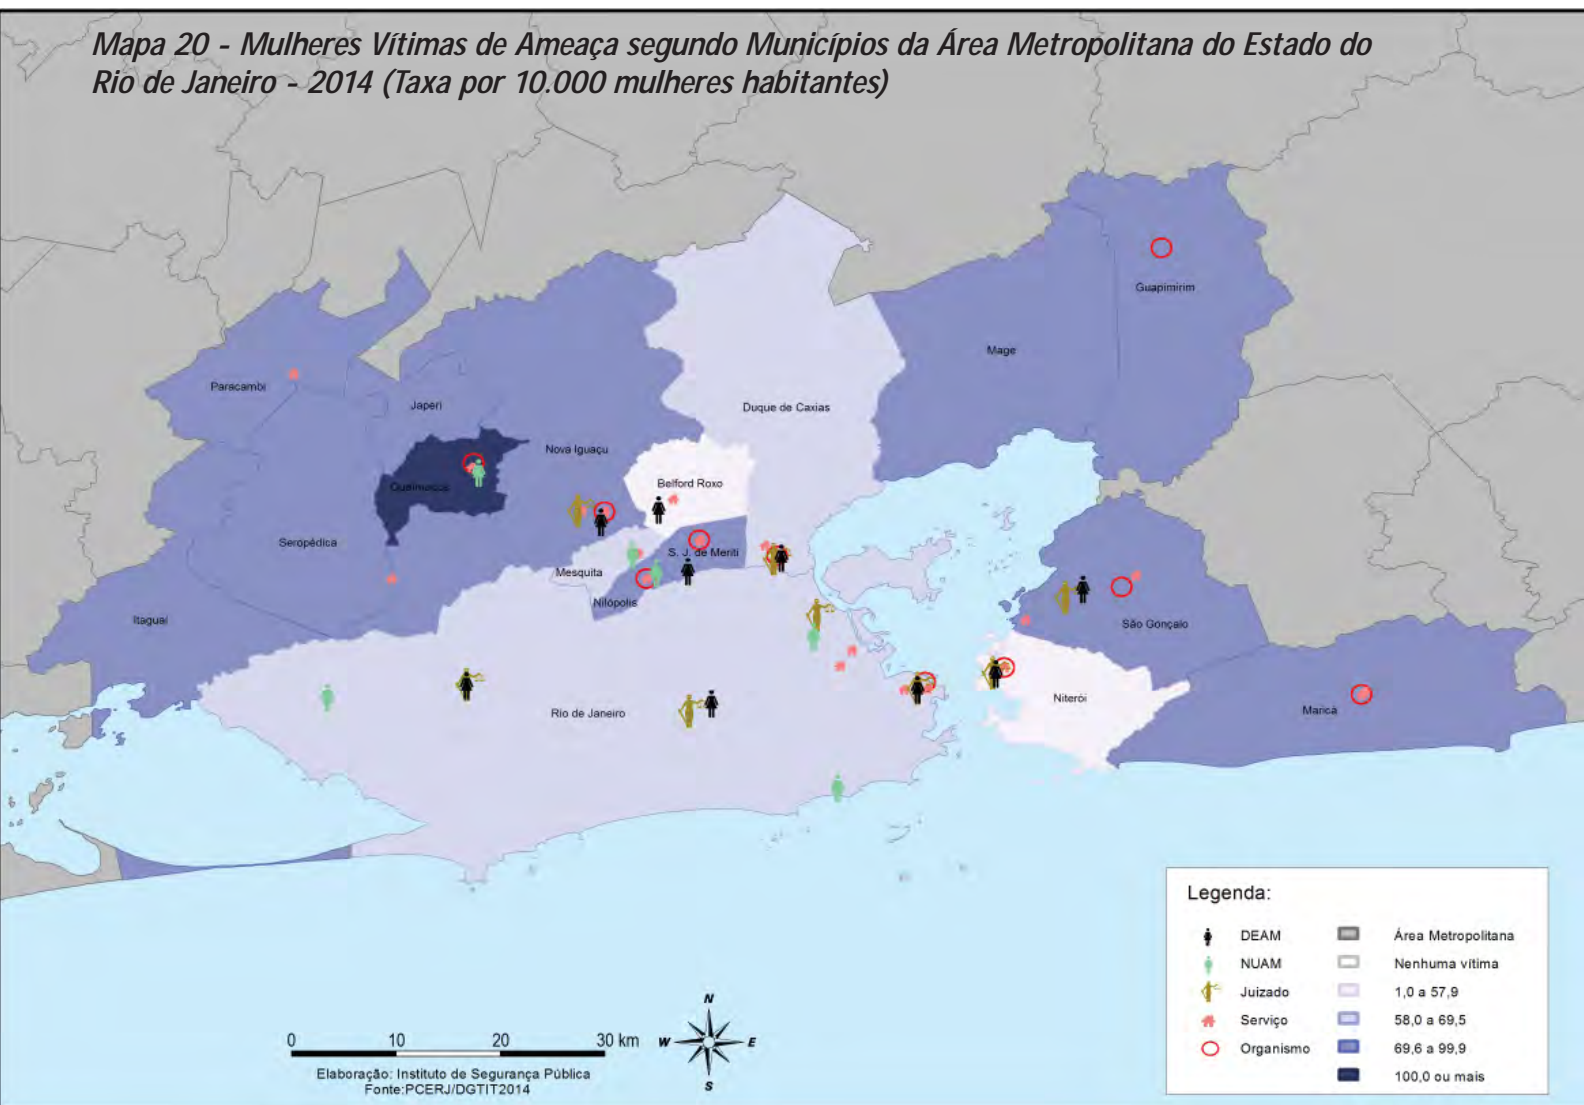 Mapa 20 - Mulheres Vítimas de Ameaça segundo Municípios da Área Metropolitana do Estado do
Rio de Janeiro - 2014 (Taxa por 10.000 mulheres habitantes)
Guapimirim
Mage
Paracambi
Japeri
Duque de Caxias
Nova Iguaçu
Belford Roxo
Queimados
Seropédica
S. J. de Meriti
Mesquita
Nilópolis
Itaguaí
São Gonçalo
Niterói
Maricá
Rio de Janeiro
Legenda:
DEAM
NUAM
Juizado
Serviço
Organismo
Área Metropolitana
Nenhuma vítima
1,0 a 57,9
58,0 a 69,5
69,6 a 99,9
100,0 ou mais
N
W
E
S
0 10 20 30 km
Elaboração: Instituto de Segurança Pública
Fonte:PCERJ/DGTIT2014